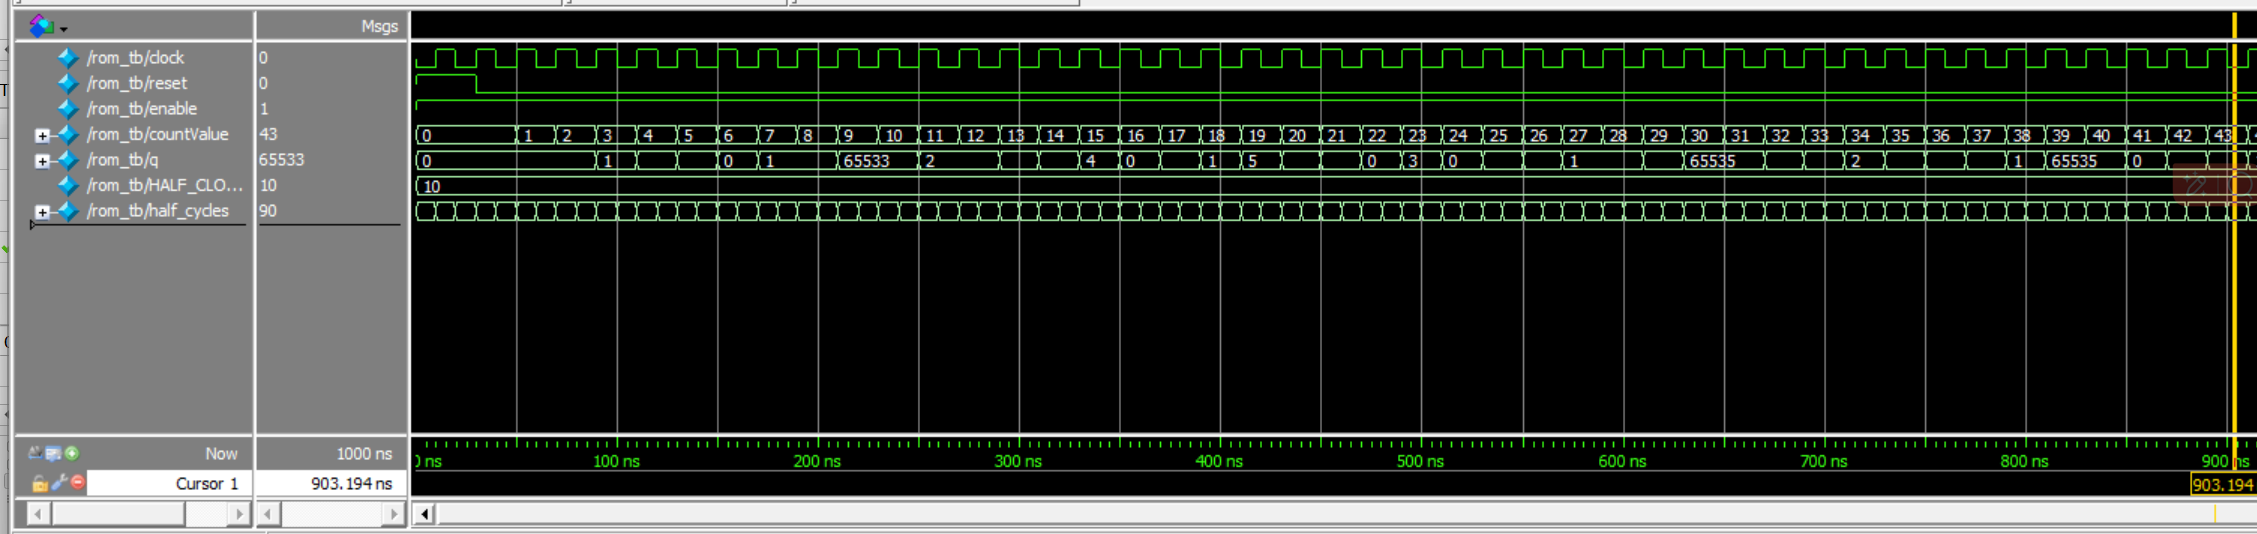 Msgs
/rom_tb/clock 0
/rom_tb/reset 0
/rom_tb/enable 1
/rom_tb/countValue 43 0 1 2 3 4 5 6 7 8 9 10 11 12 13 14 15 16 17 18 19 20 21 22 23 24 25 26 27 28 29 30 31 32 33 34 35 36 37 38 39 40 41 42 43
/rom_tb/q 65533 0 1 0 1 65533 2 4 0 1 5 0 3 0 1 65535 2 1 65535 0
/rom_tb/HALF_CLO... 10 10
/rom_tb/half_cycles 90
Now 1000 ns 100 ns 200 ns 300 ns 400 ns 500 ns 600 ns 700 ns 800 ns 900 ns
Cursor 1 903.194 ns 903.194